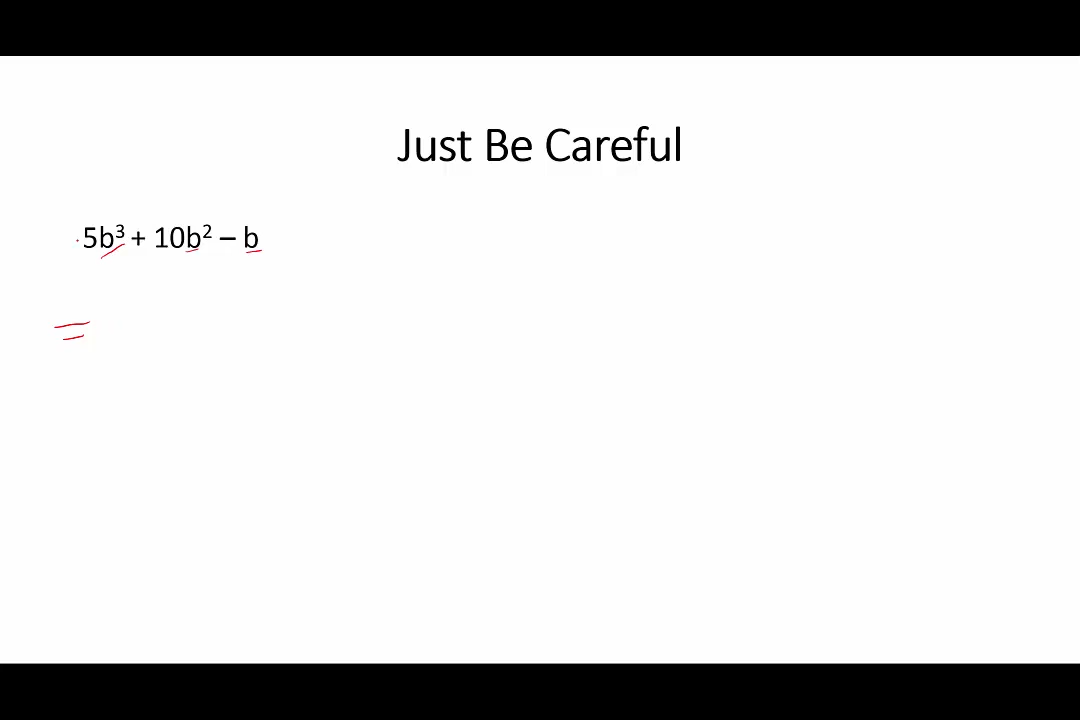 Just Be Careful
5b³ + 10b² – b
=